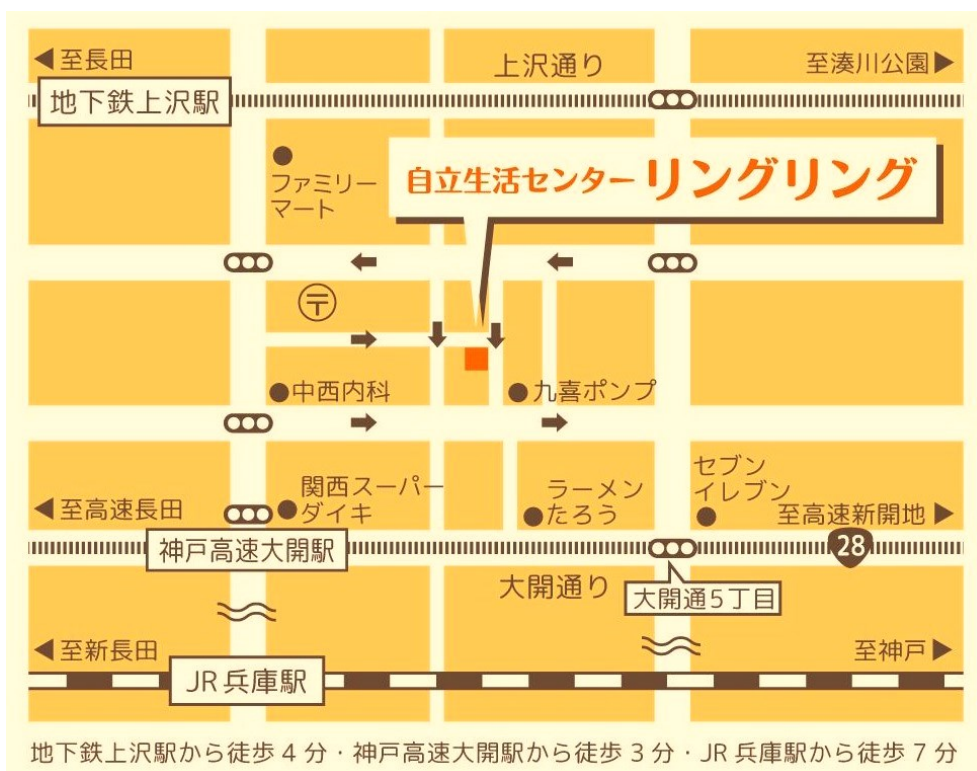 至長田
上沢通り
至湊川公園
地下鉄上沢駅
ファミリー
マート
自立生活センターリングリング
〒
中西内科
九喜ポンプ
関西スーパー
ダイキ
ラーメン
たろう
セブン
イレブン
至高速長田
至高速新開地
神戸高速大開駅
28
大開通り
大開通5丁目
至新長田
至神戸
JR兵庫駅
地下鉄上沢駅から徒歩4分・神戸高速大開駅から徒歩3分・JR兵庫駅から徒歩7分